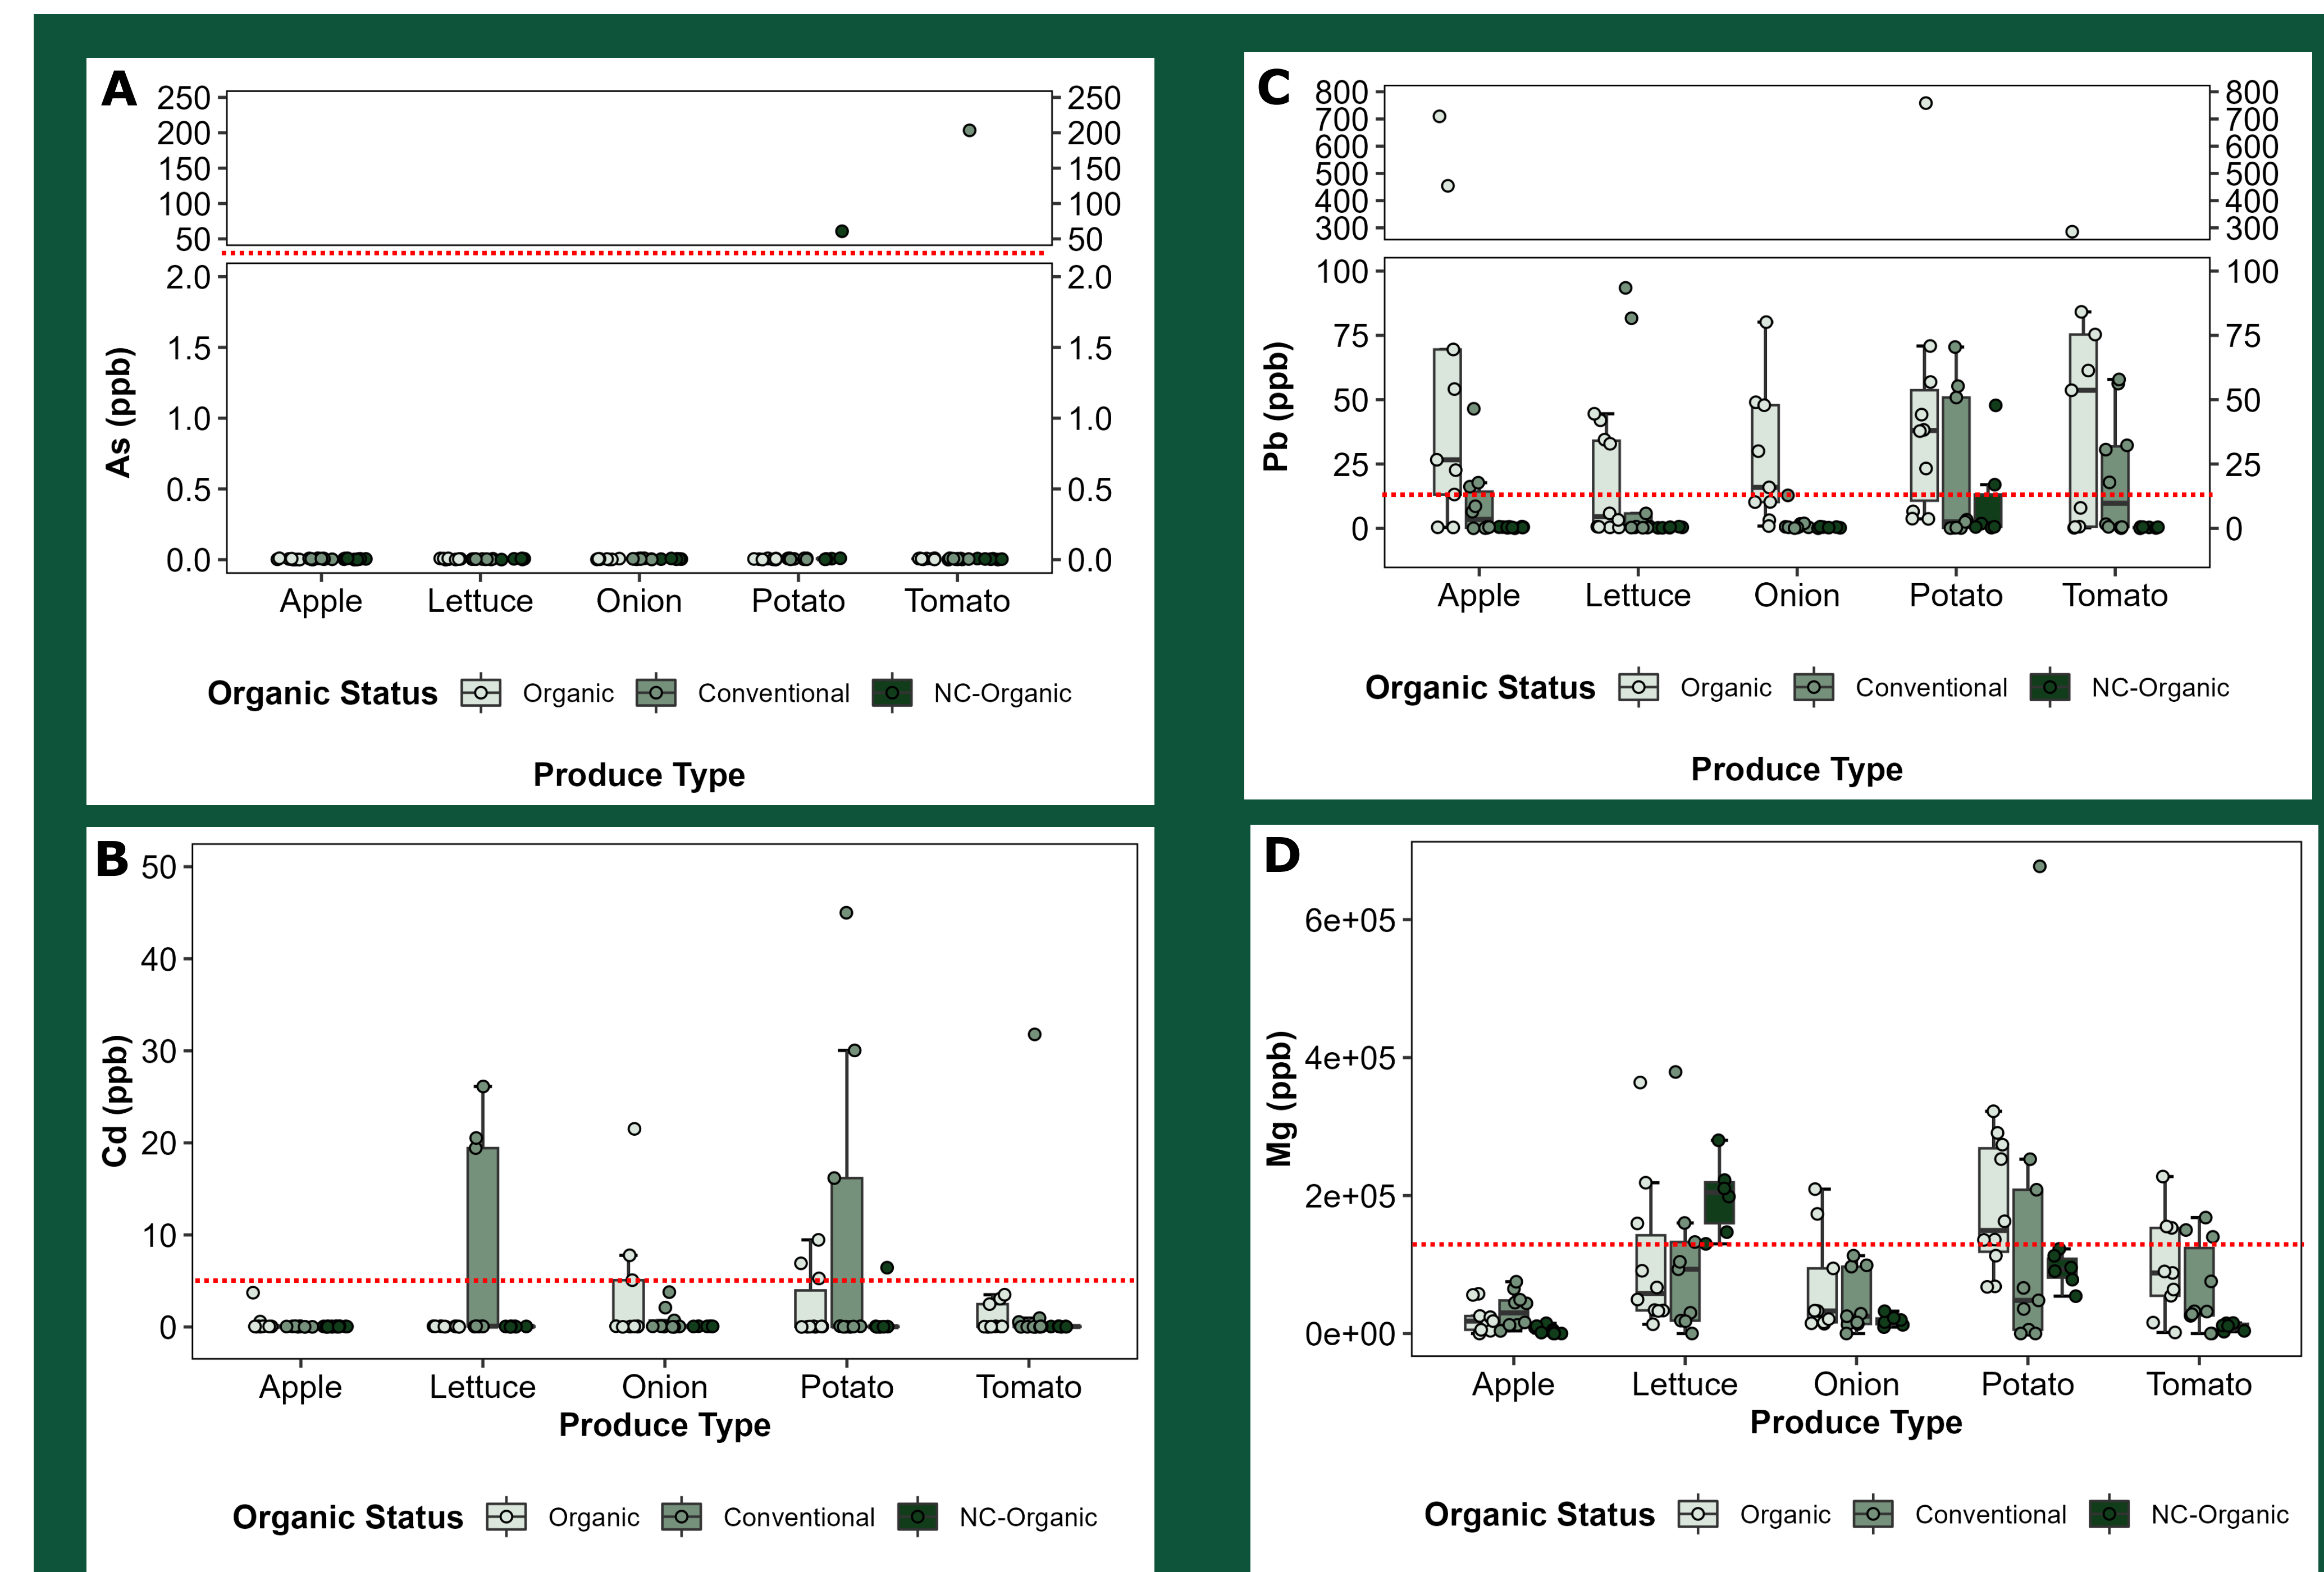 A
250
200
150
100
50
250
200
150
100
50
As (ppb)
2.0
1.5
1.0
0.5
0.0
2.0
1.5
1.0
0.5
0.0
Apple Lettuce Onion Potato Tomato
Organic Status Organic Conventional NC-Organic
Produce Type
C
800
700
600
500
400
300
800
700
600
500
400
300
Pb (ppb)
100
75
50
25
0
100
75
50
25
0
Apple Lettuce Onion Potato Tomato
Organic Status Organic Conventional NC-Organic
Produce Type
B
Cd (ppb)
50
40
30
20
10
0
Apple Lettuce Onion Potato Tomato
Produce Type
Organic Status Organic Conventional NC-Organic
D
Mg (ppb)
6e+05
4e+05
2e+05
0e+00
Apple Lettuce Onion Potato Tomato
Produce Type
Organic Status Organic Conventional NC-Organic